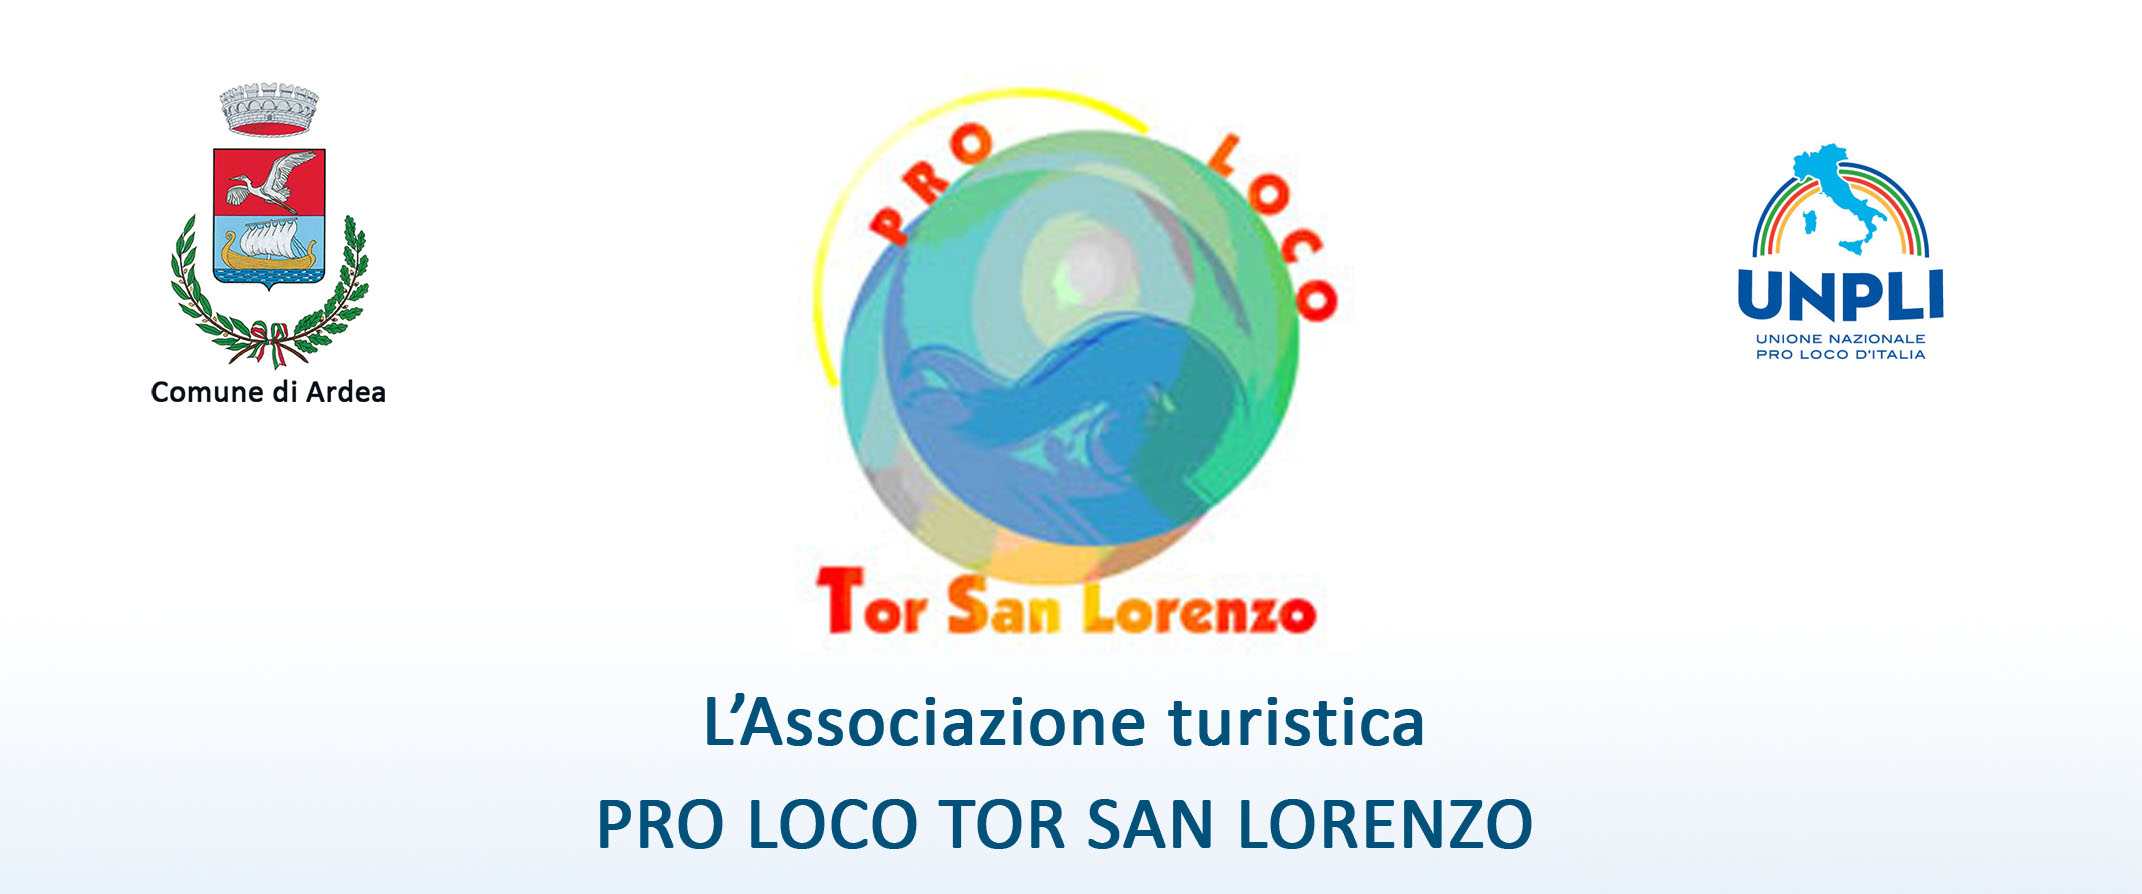 Comune di Ardea
PRO LOCO
Tor San Lorenzo
UNPLI
UNIONE NAZIONALE
PRO LOCO D'ITALIA
L’Associazione turistica
PRO LOCO TOR SAN LORENZO